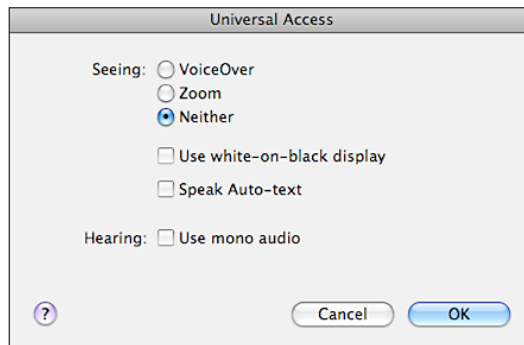 Universal Access
Seeing: VoiceOver
Zoom
Neither
Use white-on-black display
Speak Auto-text
Hearing: Use mono audio
? Cancel OK